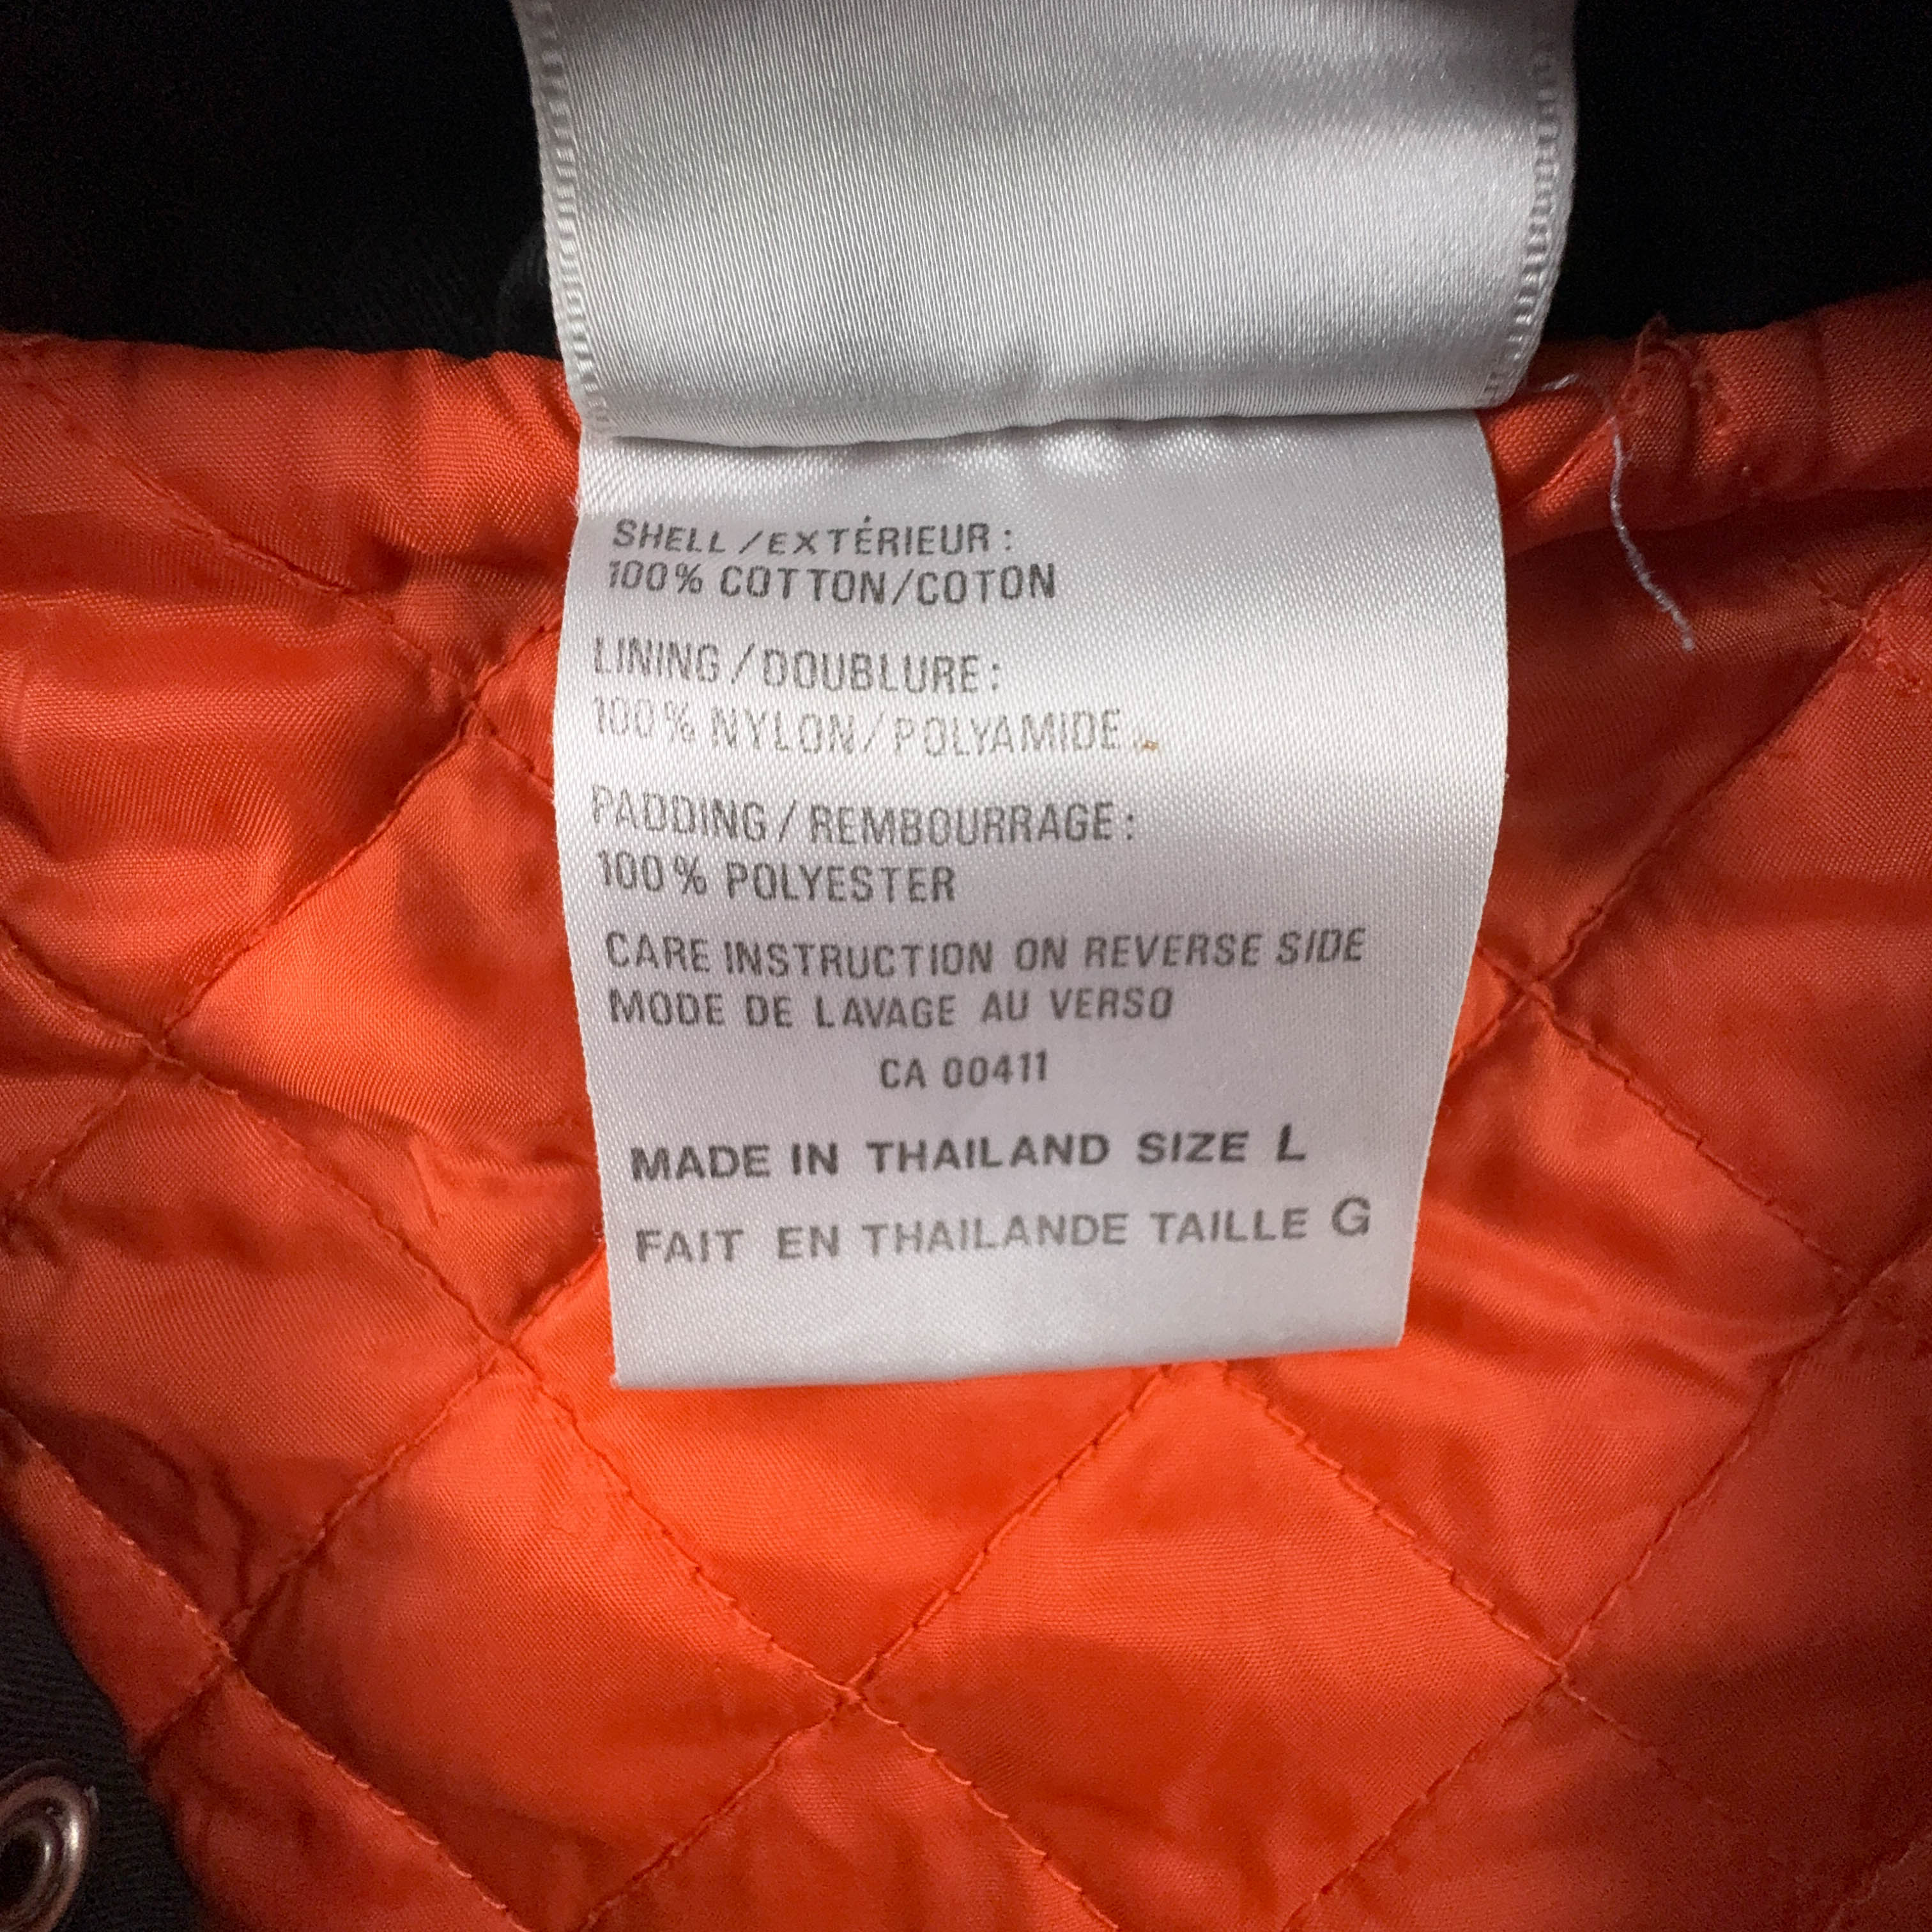 SHELL/EXTÉRIEUR:
100% COTTON/COTON
LINING/DOUBLURE:
100% NYLON/POLYAMIDE
PADDING/REMBOURRAGE:
100% POLYESTER
CARE INSTRUCTION ON REVERSE SIDE
MODE DE LAVAGE AU VERSO
CA 00411
MADE IN THAILAND SIZE L
FAIT EN THAILANDE TAILLE G